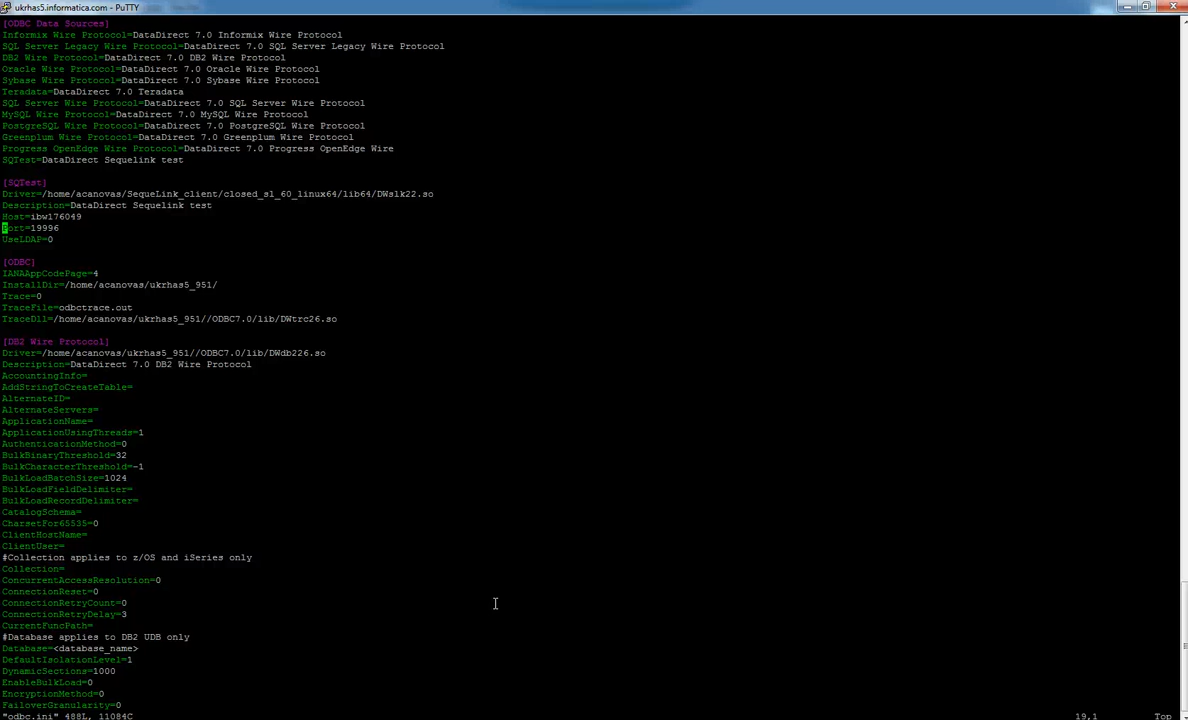 ukrhas5.informatica.com - PuTTY
[ODBC Data Sources]
Informix Wire Protocol=DataDirect 7.0 Informix Wire Protocol
SQL Server Legacy Wire Protocol=DataDirect 7.0 SQL Server Legacy Wire Protocol
DB2 Wire Protocol=DataDirect 7.0 DB2 Wire Protocol
Oracle Wire Protocol=DataDirect 7.0 Oracle Wire Protocol
Sybase Wire Protocol=DataDirect 7.0 Sybase Wire Protocol
Teradata=DataDirect 7.0 Teradata
SQL Server Wire Protocol=DataDirect 7.0 SQL Server Wire Protocol
MySQL Wire Protocol=DataDirect 7.0 MySQL Wire Protocol
PostgreSQL Wire Protocol=DataDirect 7.0 PostgreSQL Wire Protocol
Greenplum Wire Protocol=DataDirect 7.0 Greenplum Wire Protocol
Progress OpenEdge Wire Protocol=DataDirect 7.0 Progress OpenEdge Wire
SQTest=DataDirect Sequelink test
[SQTest]
Driver=/home/acanovas/SequeLink_client/closed_sl_60_linux64/lib64/DWslk22.so
Description=DataDirect Sequelink test
Host=ibw176049
Port=19996
UseLDAP=0
[ODBC]
IANAAppCodePage=4
InstallDir=/home/acanovas/ukrhas5_951/
Trace=0
TraceFile=odbctrace.out
TraceDll=/home/acanovas/ukrhas5_951//ODBC7.0/lib/DWtrc26.so
[DB2 Wire Protocol]
Driver=/home/acanovas/ukrhas5_951//ODBC7.0/lib/DWdb226.so
Description=DataDirect 7.0 DB2 Wire Protocol
AccountingInfo=
AddStringToCreateTable=
AlternateID=
AlternateServers=
ApplicationName=
ApplicationUsingThreads=1
AuthenticationMethod=0
BulkBinaryThreshold=32
BulkCharacterThreshold=-1
BulkLoadBatchSize=1024
BulkLoadFieldDelimiter=
BulkLoadRecordDelimiter=
CatalogSchema=
CharsetFor65535=0
ClientHostName=
ClientUser=
#Collection applies to z/OS and iSeries only
Collection=
ConcurrentAccessResolution=0
ConnectionReset=0
ConnectionRetryCount=0
ConnectionRetryDelay=3
CurrentFuncPath=
#Database applies to DB2 UDB only
Database=<database_name>
DefaultIsolationLevel=1
DynamicSections=1000
EnableBulkLoad=0
EncryptionMethod=0
FailoverGranularity=0
"odbc.ini" 488L, 11084C 19,1 Top